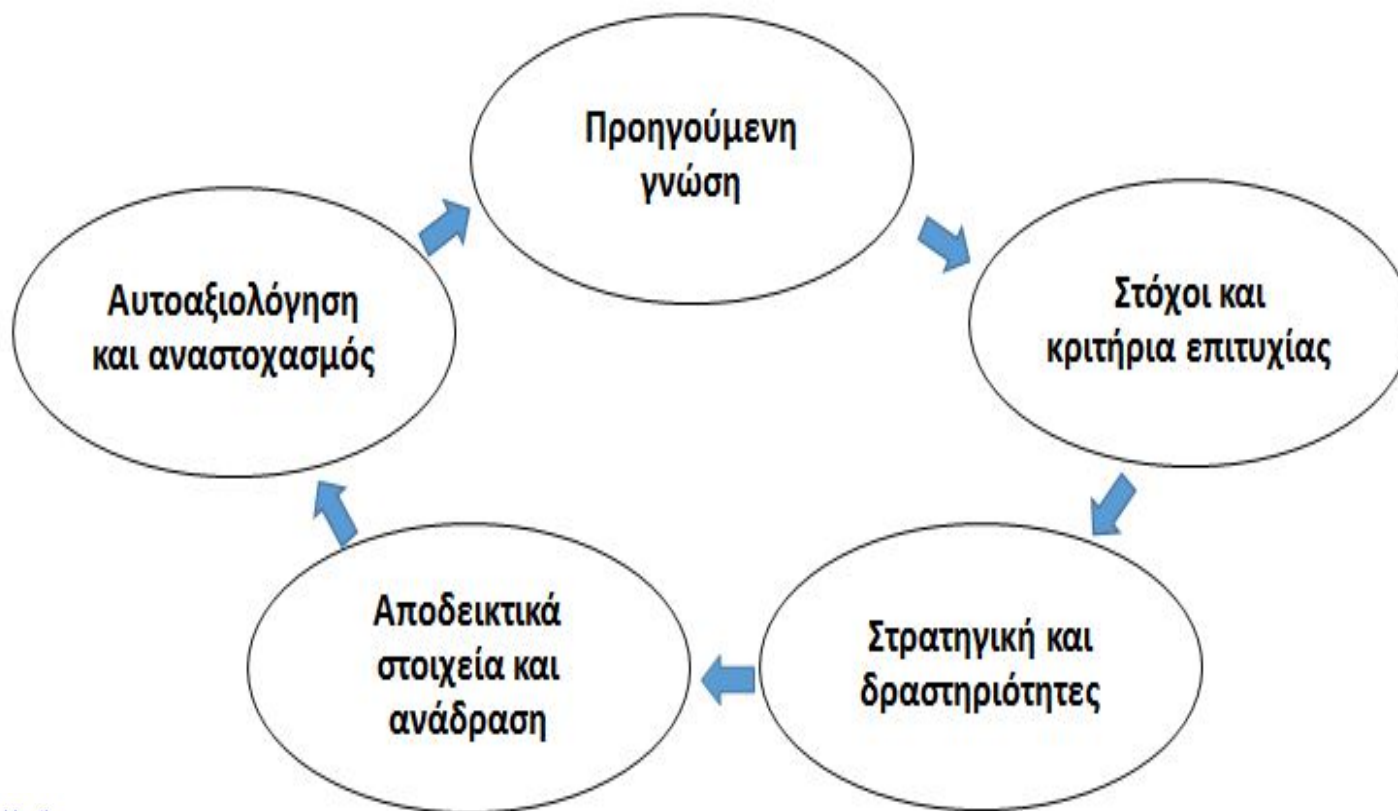 Προηγούμενη
γνώση
Στόχοι και
κριτήρια επιτυχίας
Στρατηγική και
δραστηριότητες
Αποδεικτικά
στοιχεία και
ανάδραση
Αυτοαξιολόγηση
και αναστοχασμός